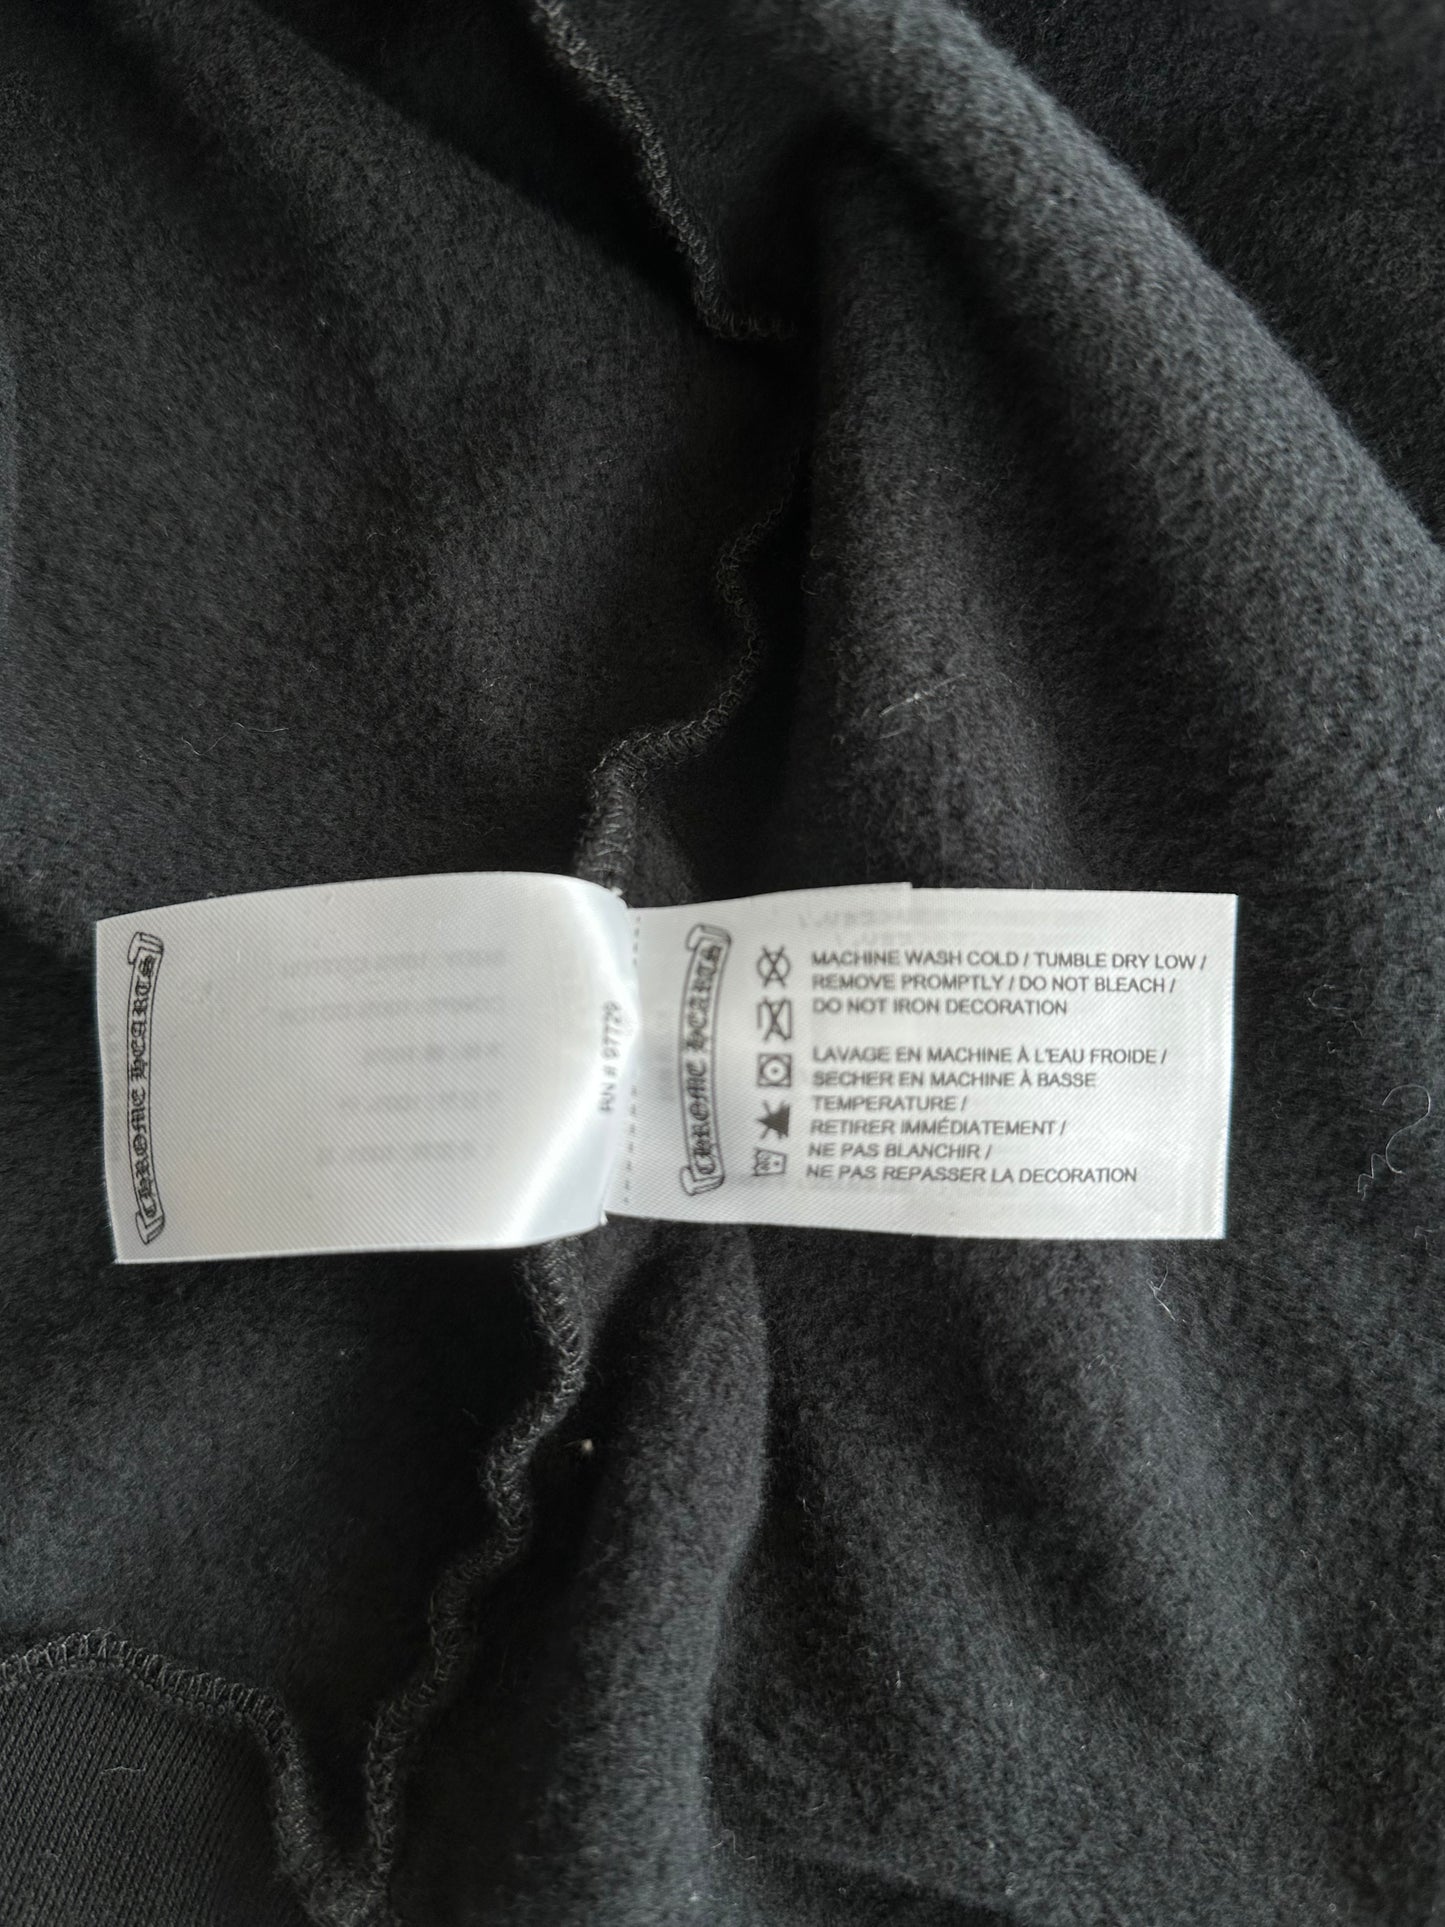 CHROME HEARTS
RN # 97729
CHROME HEARTS
MACHINE WASH COLD / TUMBLE DRY LOW /
REMOVE PROMPTLY / DO NOT BLEACH /
DO NOT IRON DECORATION
LAVAGE EN MACHINE À L'EAU FROIDE /
SECHER EN MACHINE À BASSE
TEMPERATURE /
RETIRER IMMÉDIATEMENT /
NE PAS BLANCHIR /
NE PAS REPASSER LA DECORATION